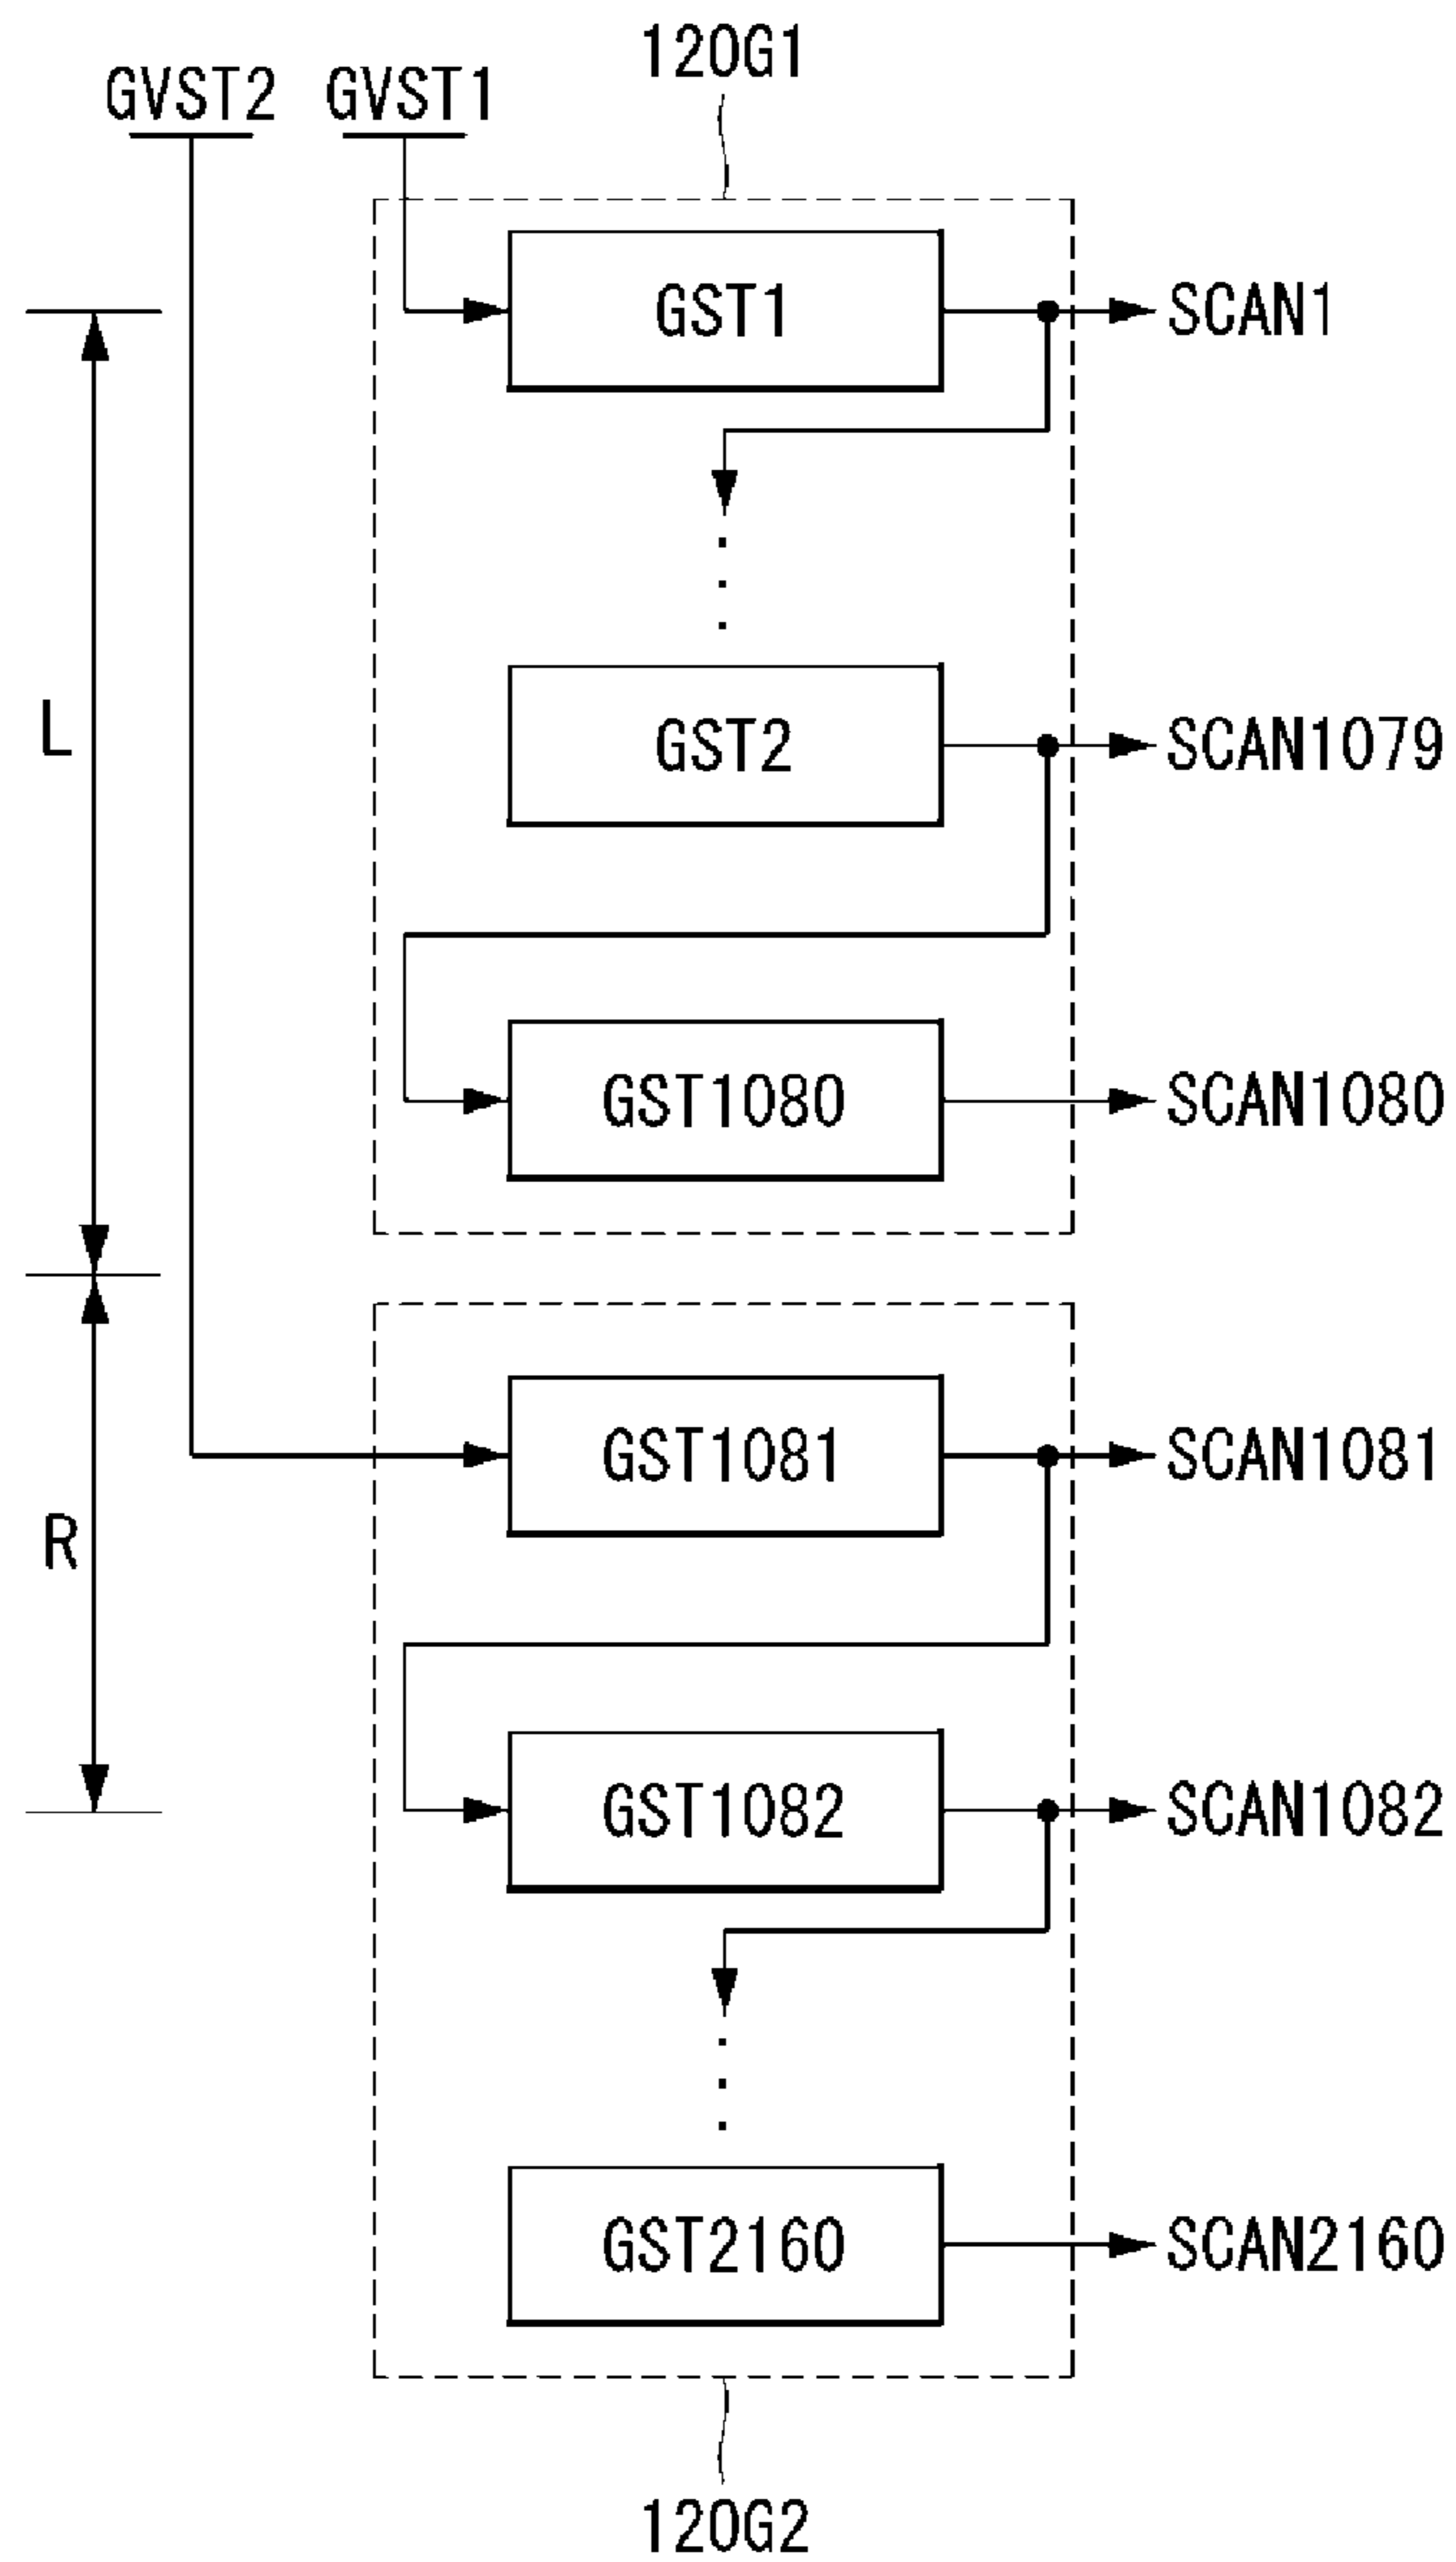 120G1
GVST2 GVST1
GST1 SCAN1
L GST2 SCAN1079
GST1080 SCAN1080
GST1081 SCAN1081
R
GST1082 SCAN1082
GST2160 SCAN2160
120G2